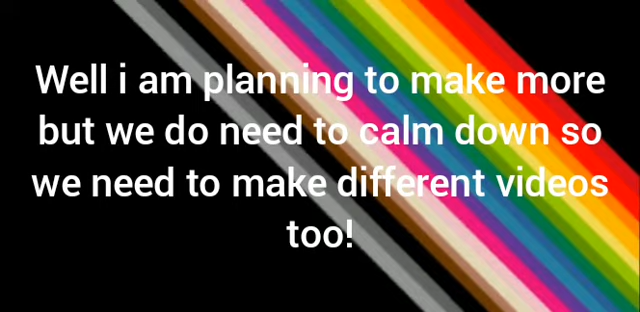 Well i am planning to make more
but we do need to calm down so
we need to make different videos
too!